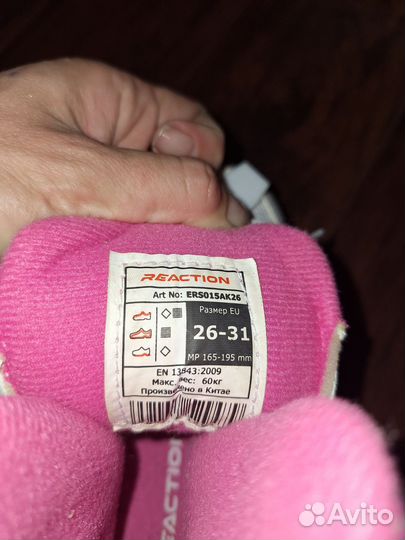 REACTION
Art No: ERS015AK26
Размер EU
26-31
MP 165-195 mm
EN 13843:2009
Макс. вес: 60кг
Произведено в Китае
REACTION
Avito